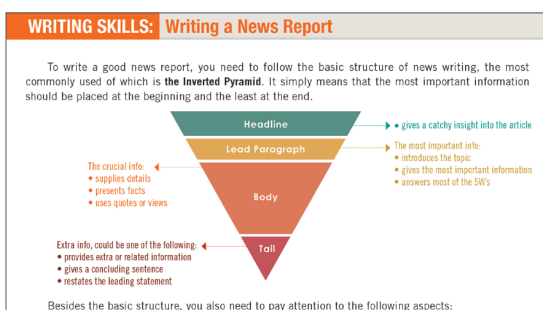 WRITING SKILLS: Writing a News Report
To write a good news report, you need to follow the basic structure of news writing, the most
commonly used of which is the Inverted Pyramid. It simply means that the most important information
should be placed at the beginning and the least at the end.
Headline
• gives a catchy insight into the article
Lead Paragraph
The most important info:
• introduces the topic
• gives the most important information
• answers most of the 5W's
The crucial info:
• supplies details
• presents facts
• uses quotes or views
Body
Extra info, could be one of the following:
• provides extra or related information
• gives a concluding sentence
• restates the leading statement
Tail
Besides the basic structure, you also need to pay attention to the following aspects: